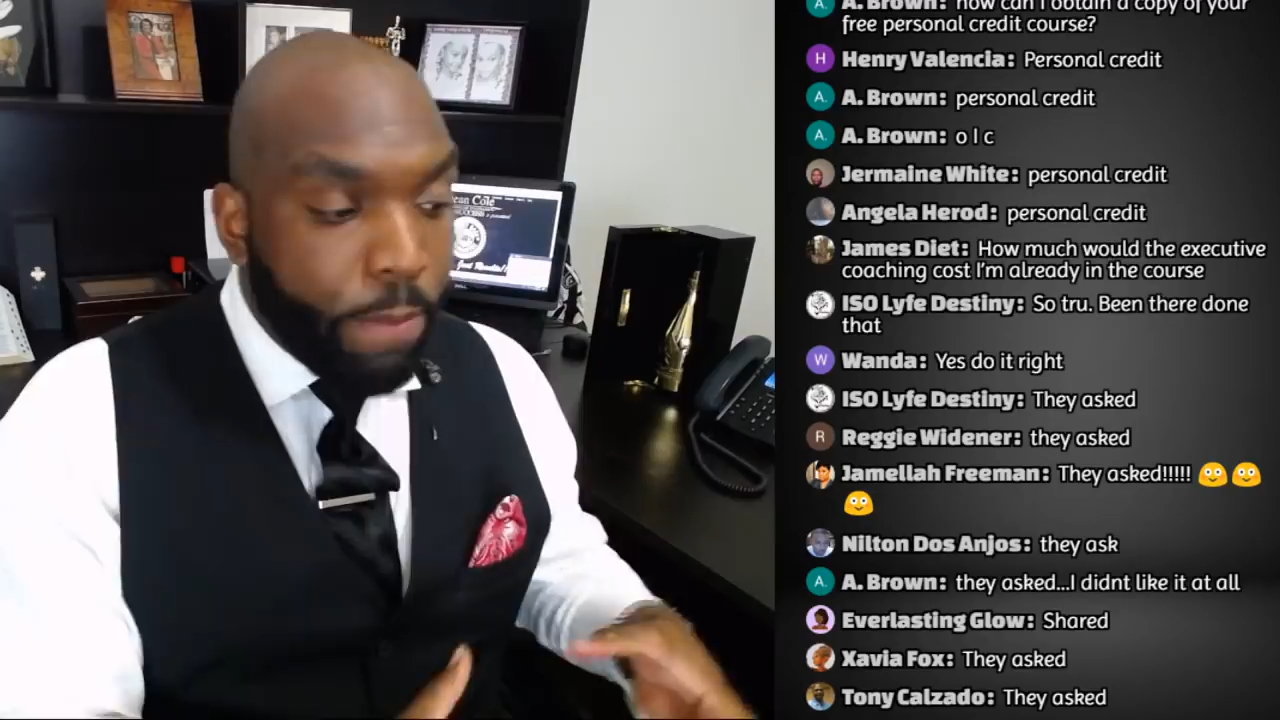 ean Cole
A. Brown: how can I obtain a copy of your
free personal credit course?
H Henry Valencia: Personal credit
A. A. Brown: personal credit
A. A. Brown: o I c
Jermaine White: personal credit
Angela Herod: personal credit
James Diet: How much would the executive
coaching cost I'm already in the course
ISO Lyfe Destiny: So tru. Been there done
that
W Wanda: Yes do it right
ISO Lyfe Destiny: They asked
R Reggie Widener: they asked
Jamellah Freeman: They asked!!!!!
Nilton Dos Anjos: they ask
A. A. Brown: they asked...I didnt like it at all
Everlasting Glow: Shared
Xavia Fox: They asked
Tony Calzado: They asked